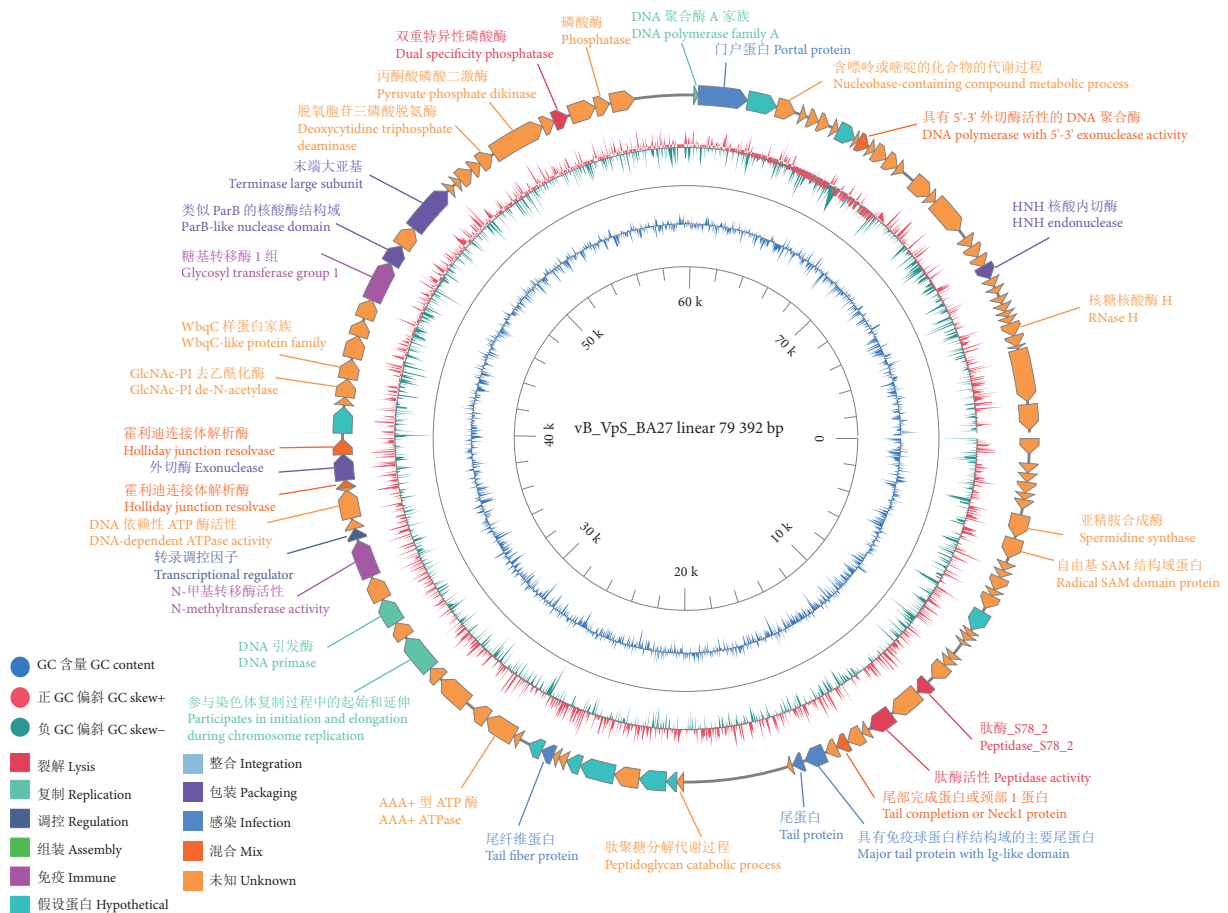 DNA 聚合酶 A 家族
DNA polymerase family A
磷酸酶
Phosphatase
双重特异性磷酸酶
Dual specificity phosphatase
门户蛋白 Portal protein
丙酮酸磷酸二激酶
Pyruvate phosphate dikinase
含嘌呤或嘧啶的化合物的代谢过程
Nucleobase-containing compound metabolic process
脱氧胞苷三磷酸脱氨酶
Deoxycytidine triphosphate
deaminase
具有 5'-3' 外切酶活性的 DNA 聚合酶
DNA polymerase with 5'-3' exonuclease activity
末端大亚基
Terminase large subunit
类似 ParB 的核酸酶结构域
ParB-like nuclease domain
HNH 核酸内切酶
HNH endonuclease
糖基转移酶 1 组
Glycosyl transferase group 1
核糖核酸酶 H
RNase H
WbqC 样蛋白家族
WbqC-like protein family
GlcNAc-PI 去乙酰化酶
GlcNAc-PI de-N-acetylase
霍利迪连接体解析酶
Holliday junction resolvase
外切酶 Exonuclease
霍利迪连接体解析酶
Holliday junction resolvase
DNA 依赖性 ATP 酶活性
DNA-dependent ATPase activity
转录调控因子
Transcriptional regulator
N-甲基转移酶活性
N-methyltransferase activity
DNA 引发酶
DNA primase
参与染色体复制过程中的起始和延伸
Participates in initiation and elongation
during chromosome replication
AAA+ 型 ATP 酶
AAA+ ATPase
尾纤维蛋白
Tail fiber protein
肽聚糖分解代谢过程
Peptidoglycan catabolic process
尾蛋白
Tail protein
具有免疫球蛋白样结构域的主要尾蛋白
Major tail protein with Ig-like domain
尾部完成蛋白或颈部 1 蛋白
Tail completion or Neck1 protein
肽酶活性 Peptidase activity
肽酶_S78_2
Peptidase_S78_2
自由基 SAM 结构域蛋白
Radical SAM domain protein
亚精胺合成酶
Spermidine synthase
vB_VpS_BA27 linear 79 392 bp
0
10 k
20 k
30 k
40 k
50 k
60 k
70 k
GC 含量 GC content
正 GC 偏斜 GC skew+
负 GC 偏斜 GC skew−
裂解 Lysis
复制 Replication
调控 Regulation
组装 Assembly
免疫 Immune
假设蛋白 Hypothetical
整合 Integration
包装 Packaging
感染 Infection
混合 Mix
未知 Unknown